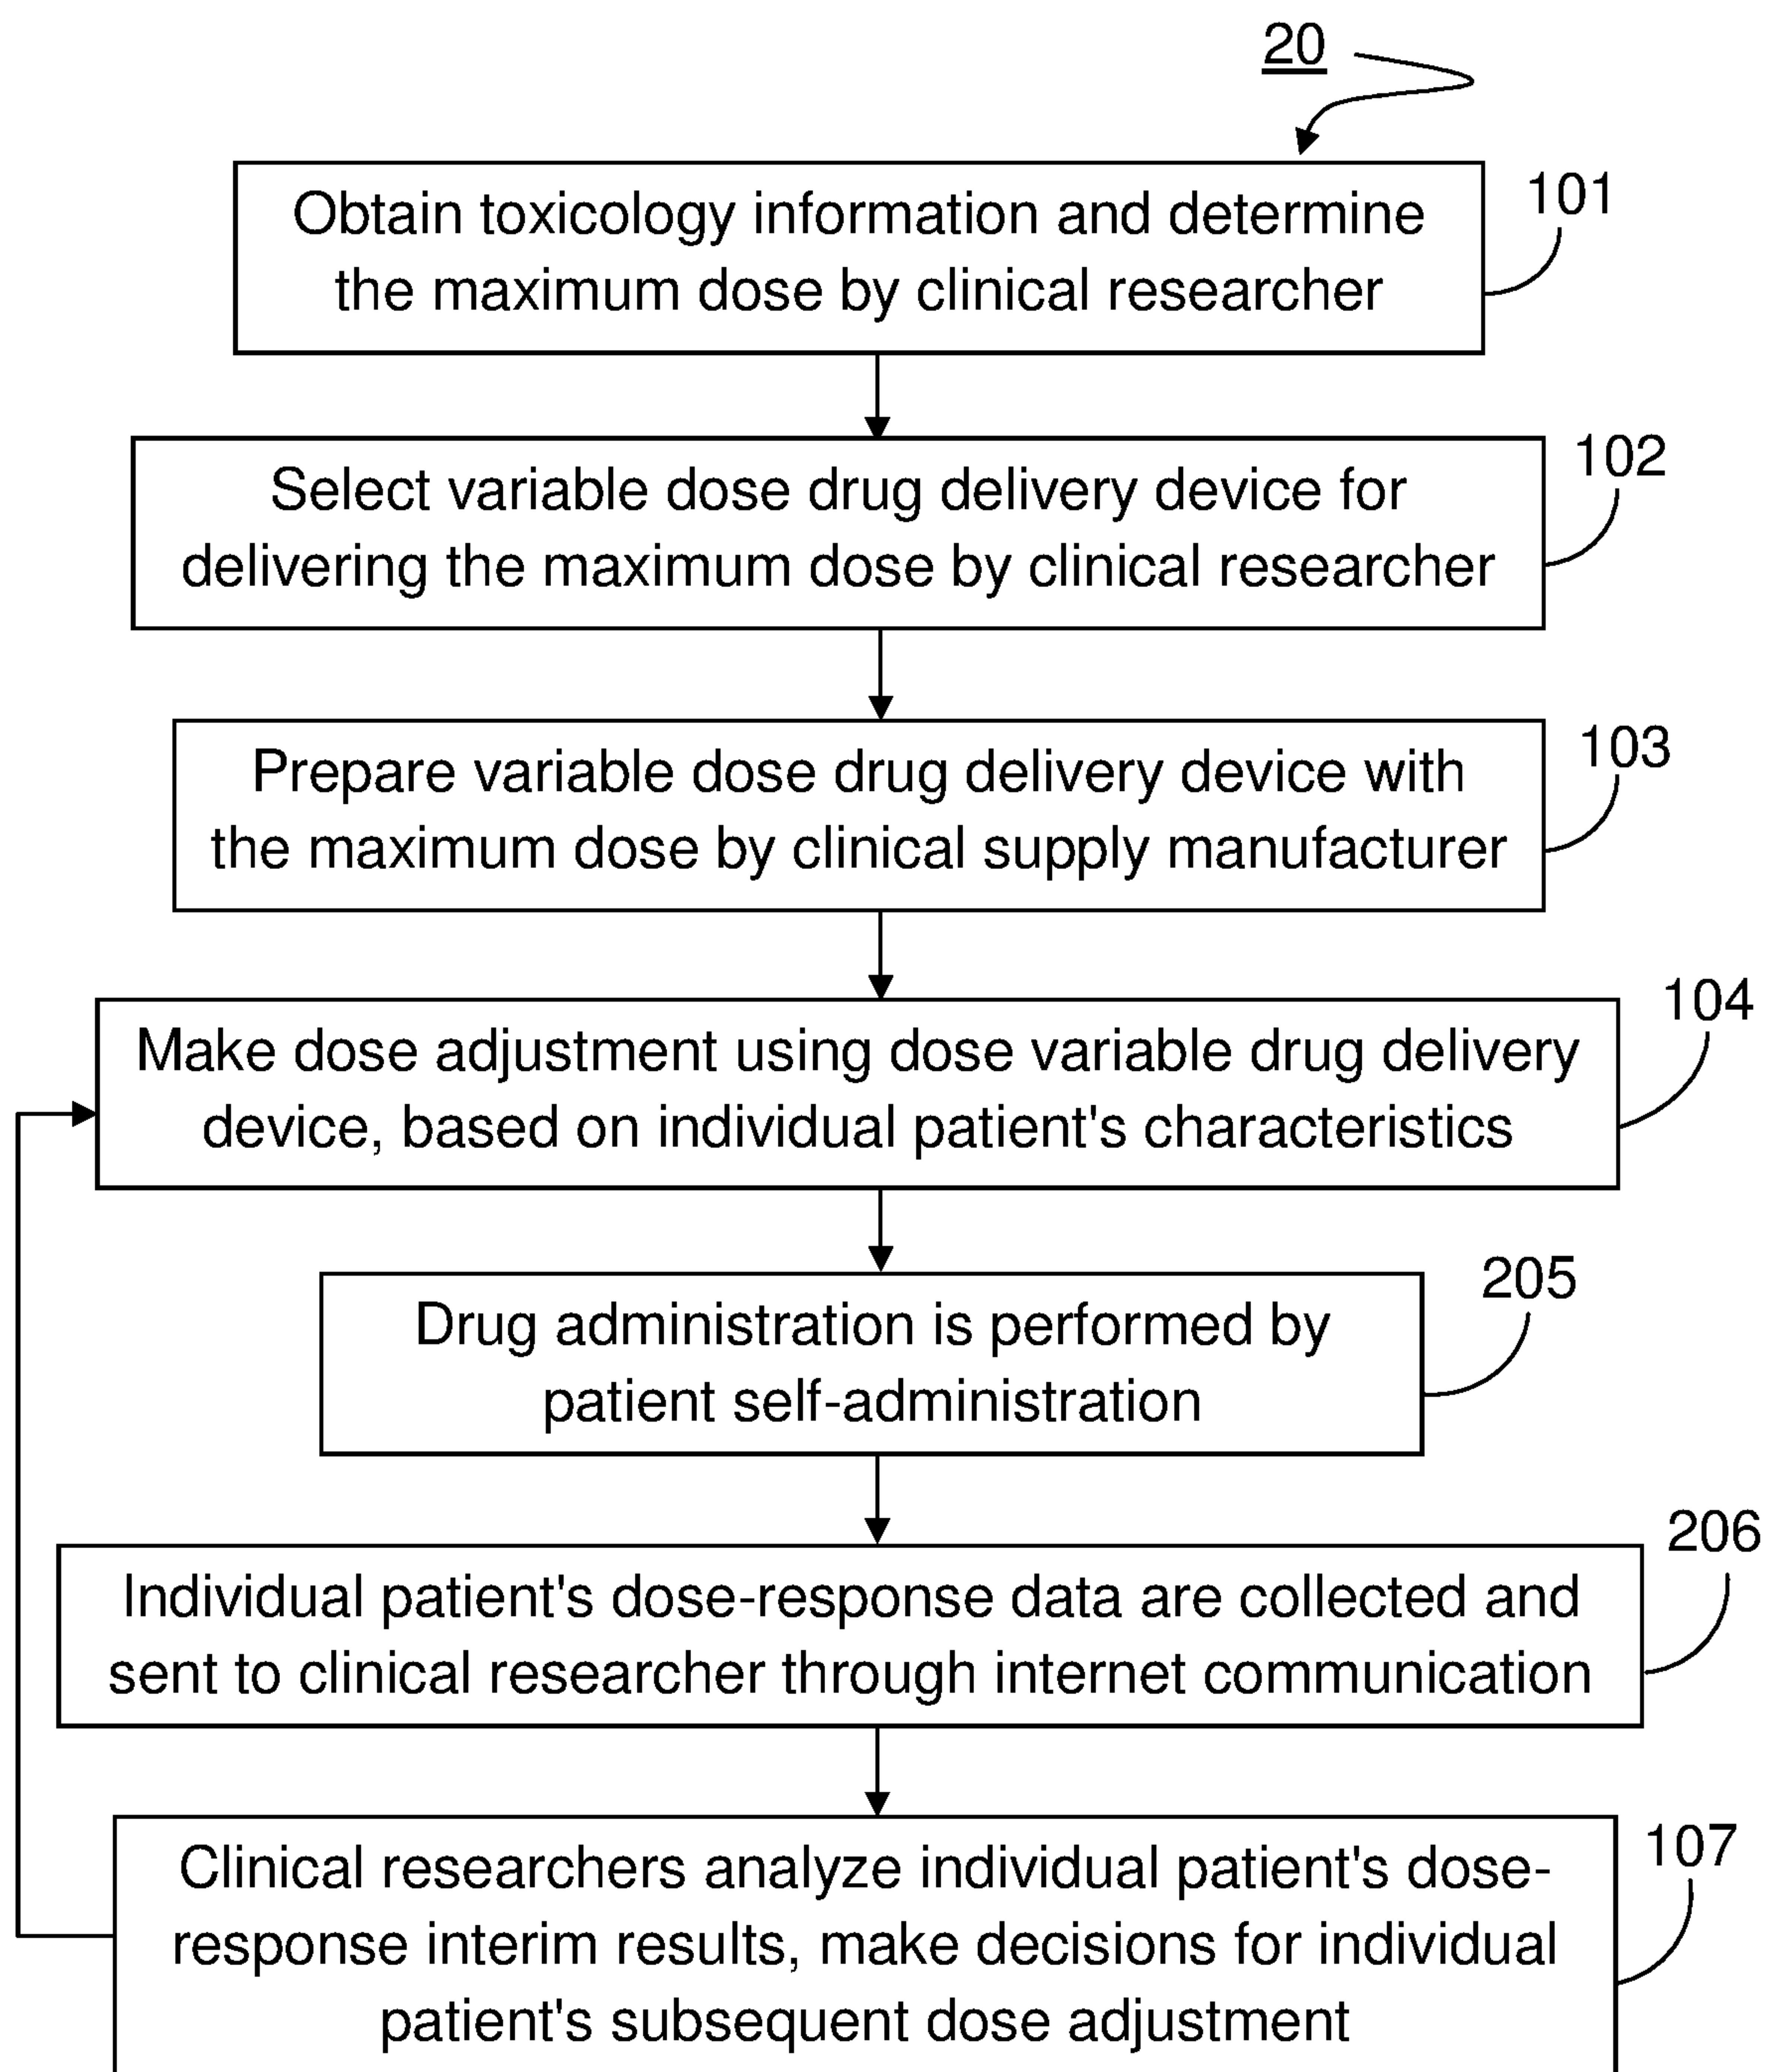 20
Obtain toxicology information and determine
the maximum dose by clinical researcher
101
Select variable dose drug delivery device for
delivering the maximum dose by clinical researcher
102
Prepare variable dose drug delivery device with
the maximum dose by clinical supply manufacturer
103
Make dose adjustment using dose variable drug delivery
device, based on individual patient's characteristics
104
Drug administration is performed by
patient self-administration
205
Individual patient's dose-response data are collected and
sent to clinical researcher through internet communication
206
Clinical researchers analyze individual patient's dose-
response interim results, make decisions for individual
patient's subsequent dose adjustment
107